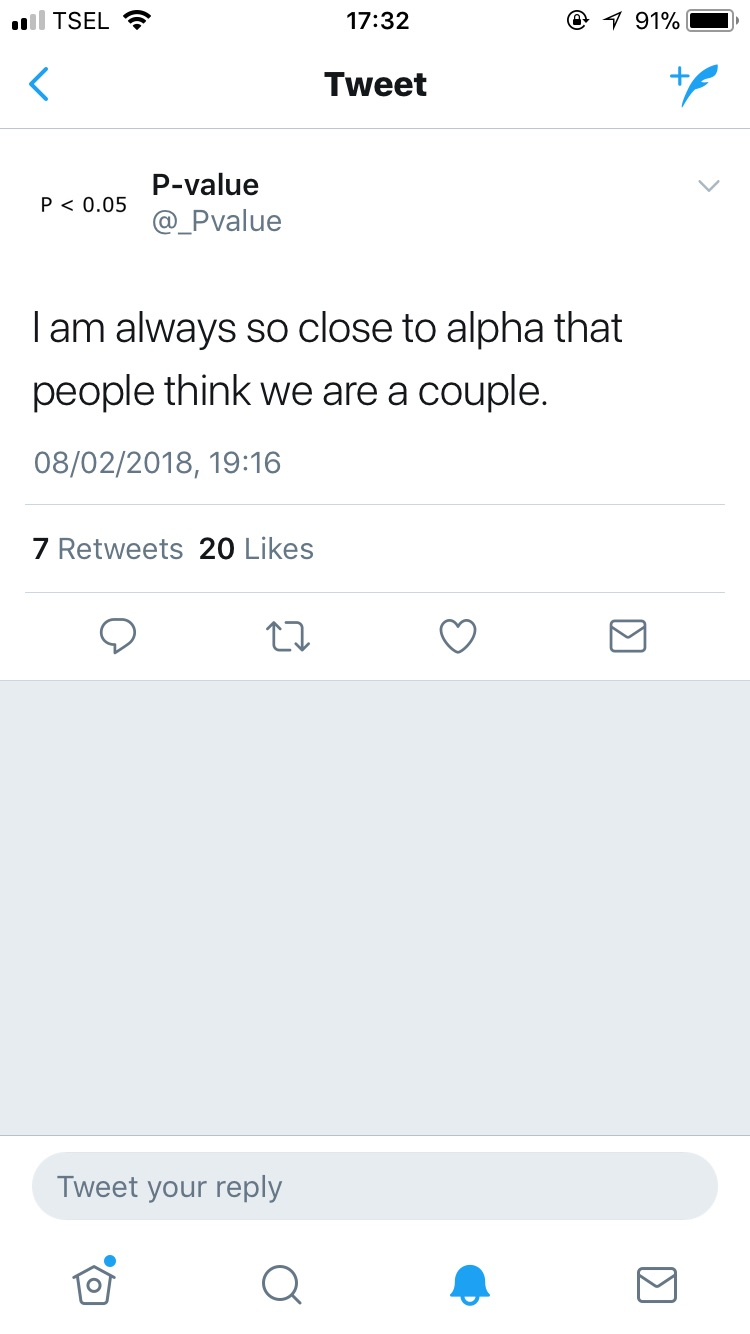 TSEL 17:32 91%
Tweet
P < 0.05
P-value
@_Pvalue
I am always so close to alpha that
people think we are a couple.
08/02/2018, 19:16
7 Retweets 20 Likes
Tweet your reply